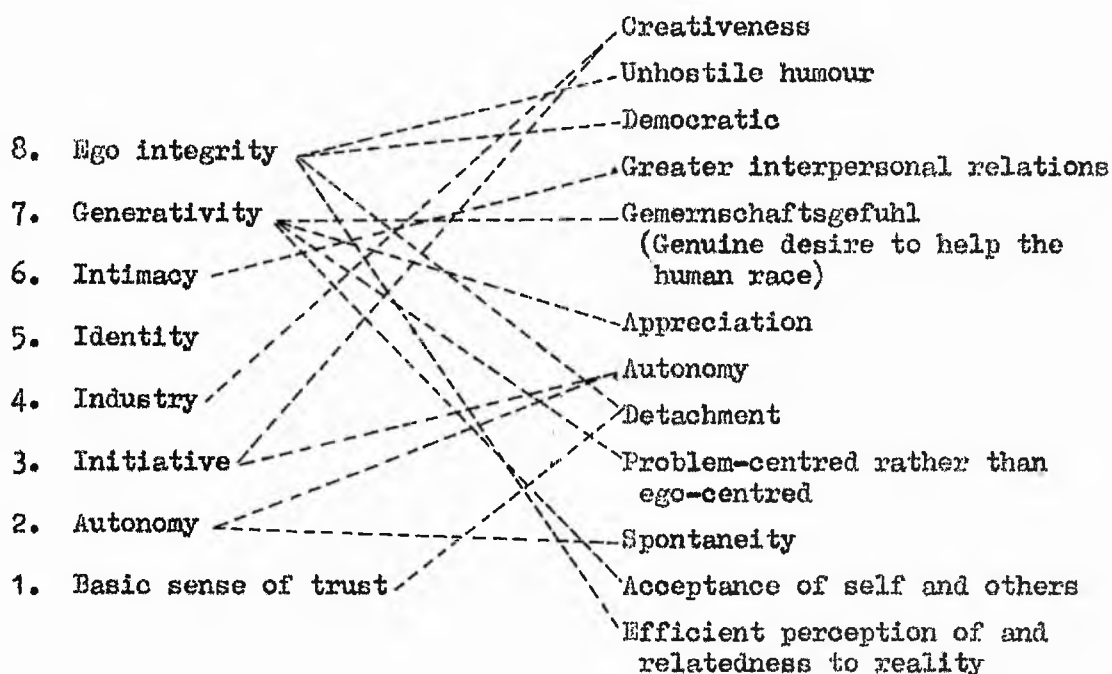 8. Ego integrity
7. Generativity
6. Intimacy
5. Identity
4. Industry
3. Initiative
2. Autonomy
1. Basic sense of trust
Creativeness
Unhostile humour
Democratic
Greater interpersonal relations
Gemernschaftsgefuhl
(Genuine desire to help the
human race)
Appreciation
Autonomy
Detachment
Problem-centred rather than
ego-centred
Spontaneity
Acceptance of self and others
Efficient perception of and
relatedness to reality